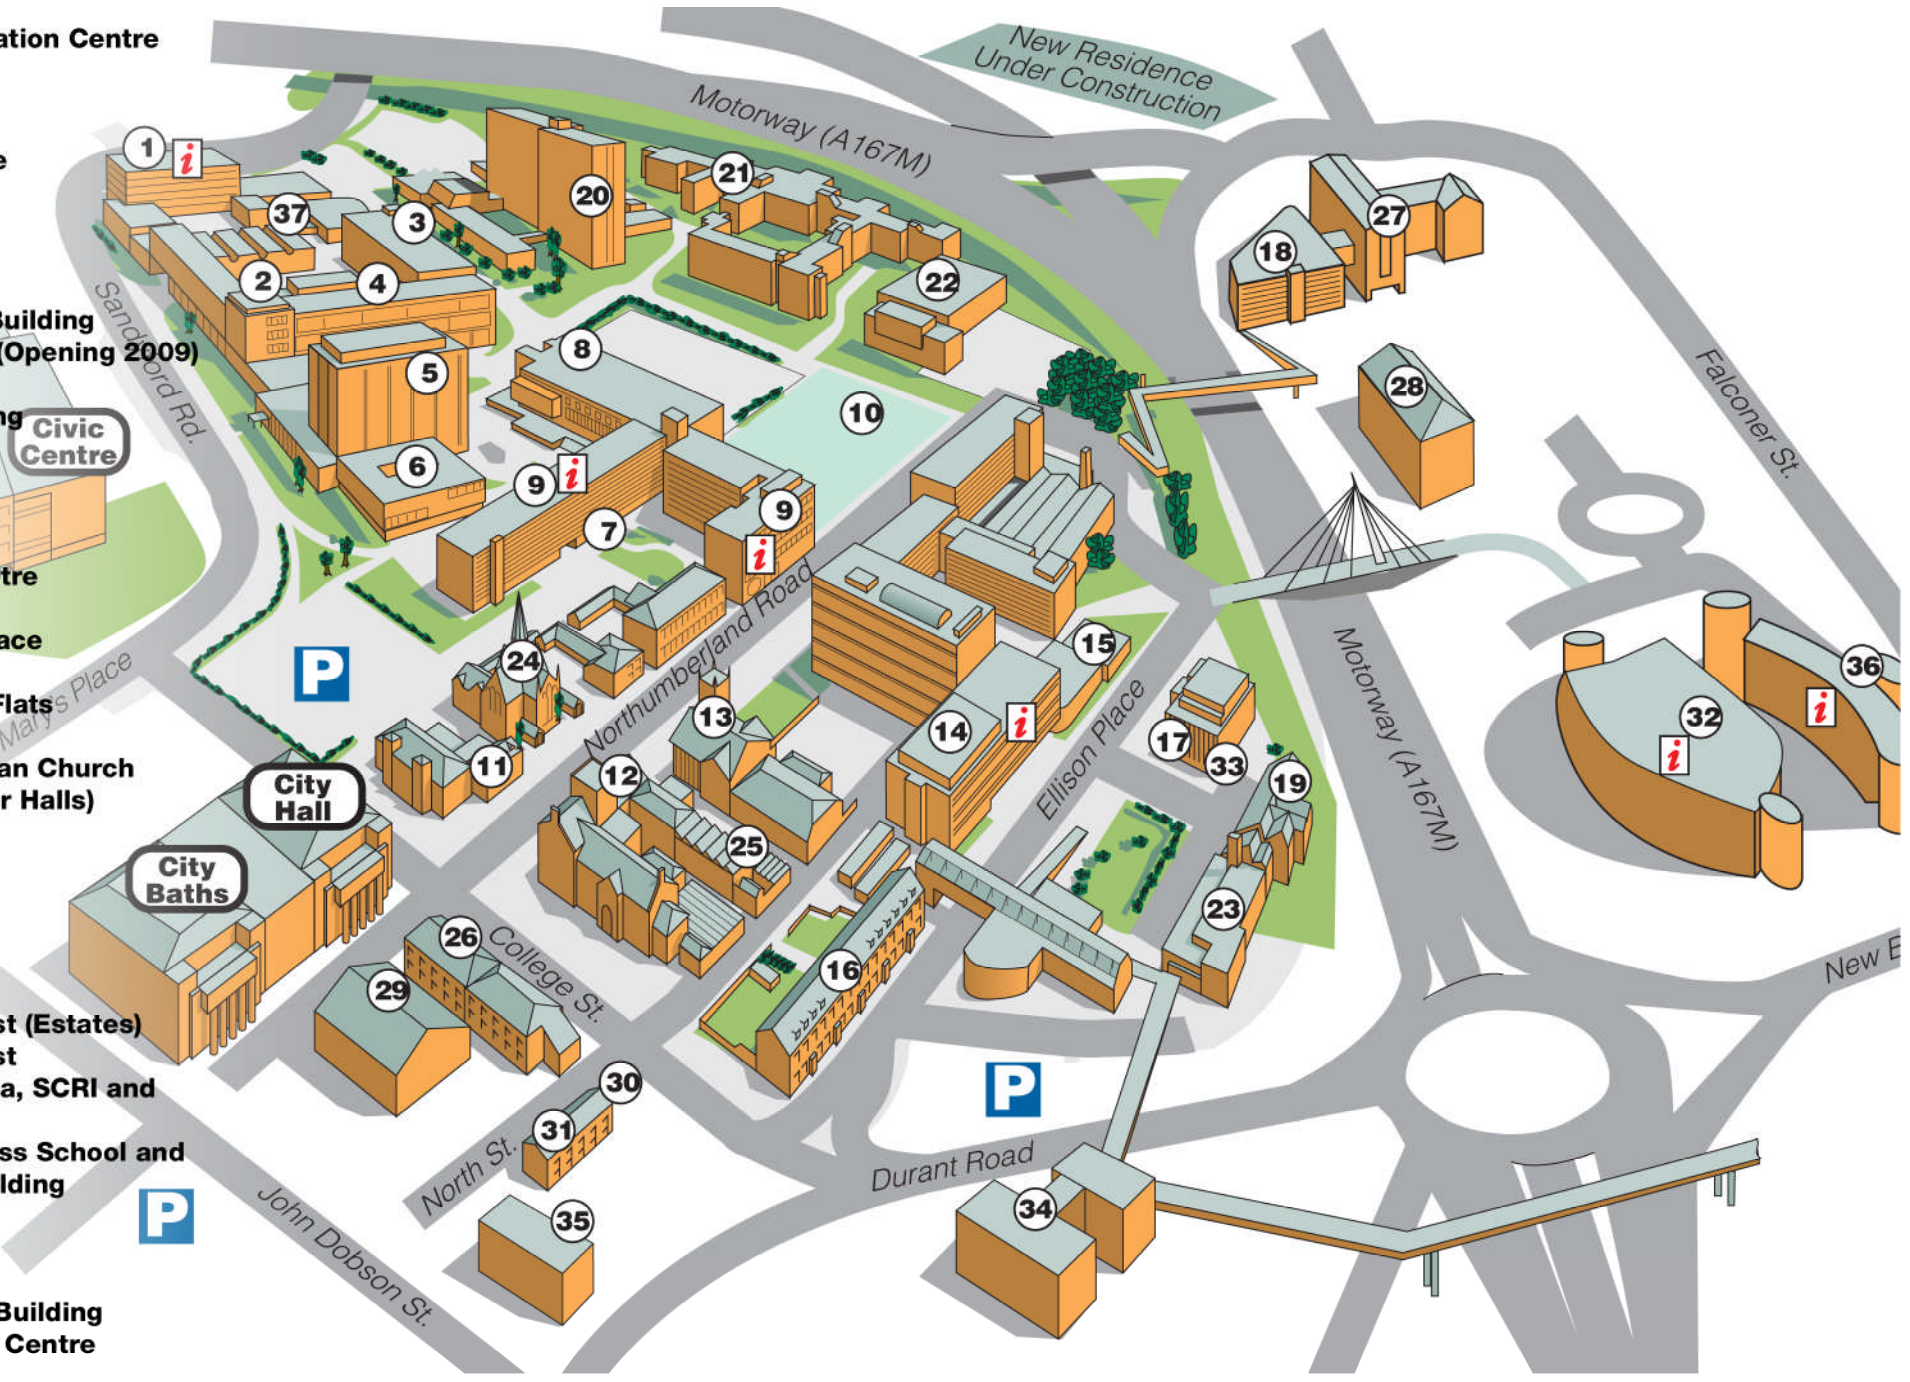 ation Centre
e
Building
(Opening 2009)
ng
tre
ace
Flats
an Church
r Halls)
st (Estates)
st
a, SCRI and
ss School and
lding
Building
Centre
New Residence
Under Construction
Motorway (A167M)
1
i
37
3
20
21
2
4
22
27
18
Sandford Rd.
8
5
10
28
Falconer St.
Civic
Centre
6
9
i
7
9
i
Mary's Place
P
24
Northumberland Road
15
36
i
32
i
Motorway (A167M)
13
14
i
Ellison Place
17
33
19
11
12
City
Hall
25
City
Baths
26
College St.
16
23
New E
29
30
31
North St.
P
Durant Road
P
John Dobson St.
35
34